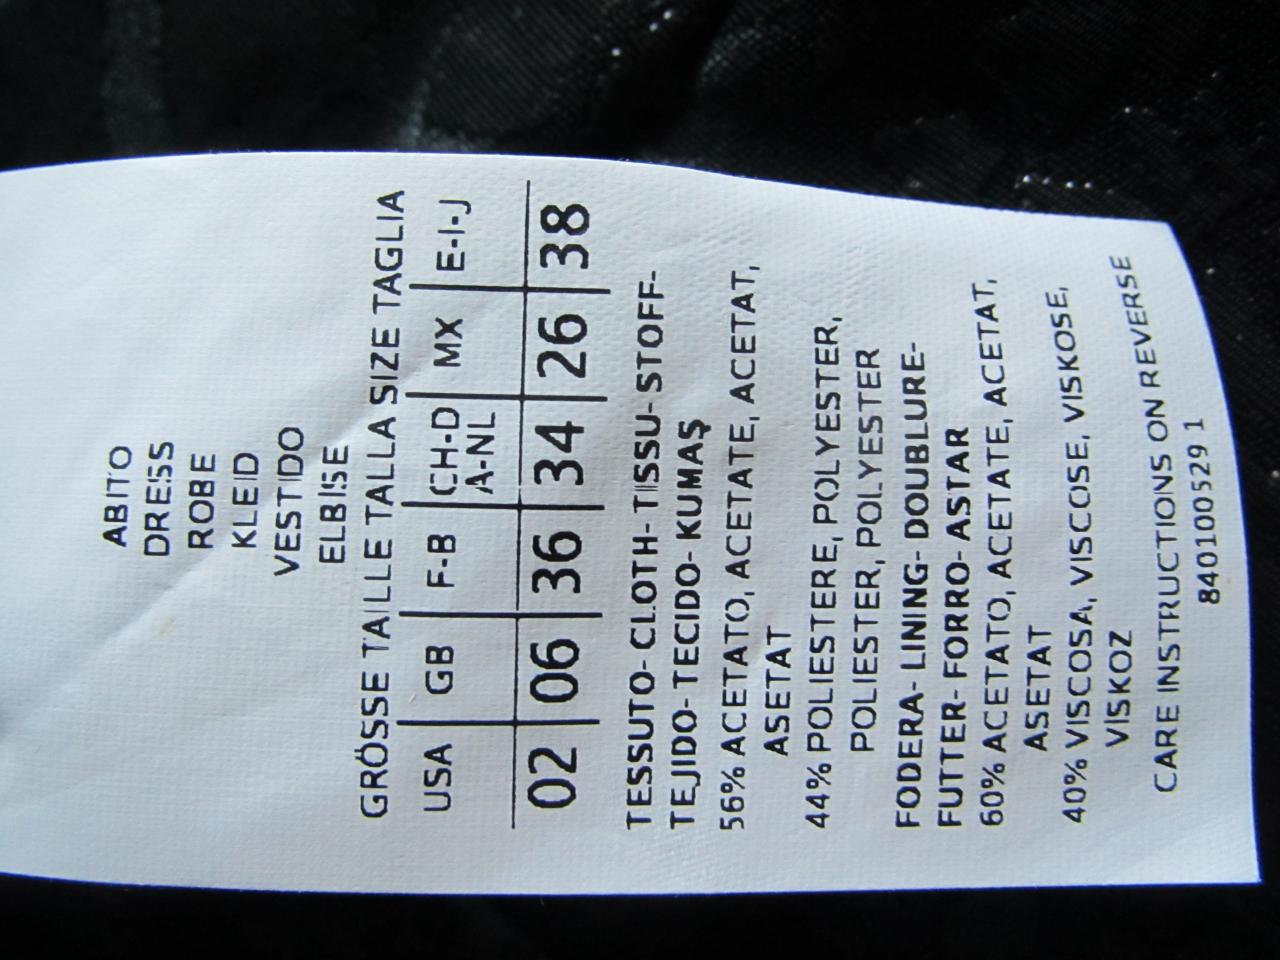 ABITO
DRESS
ROBE
KLEID
VESTIDO
ELBISE
GRÖSSE TAILLE TALLA SIZE TAGLIA
USA GB F-B CH-D A-NL MX E-I-J
02 06 36 34 26 38
TESSUTO- CLOTH- TISSU- STOFF-
TEJIDO- TECIDO- KUMAŞ
56% ACETATO, ACETATE, ACETAT,
ASETAT
44% POLIESTERE, POLYESTER,
POLIESTER, POLYESTER
FODERA- LINING- DOUBLURE-
FUTTER- FORRO- ASTAR
60% ACETATO, ACETATE, ACETAT,
ASETAT
40% VISCOSA, VISCOSE, VISKOSE,
VISKOZ
CARE INSTRUCTIONS ON REVERSE
840100529 1